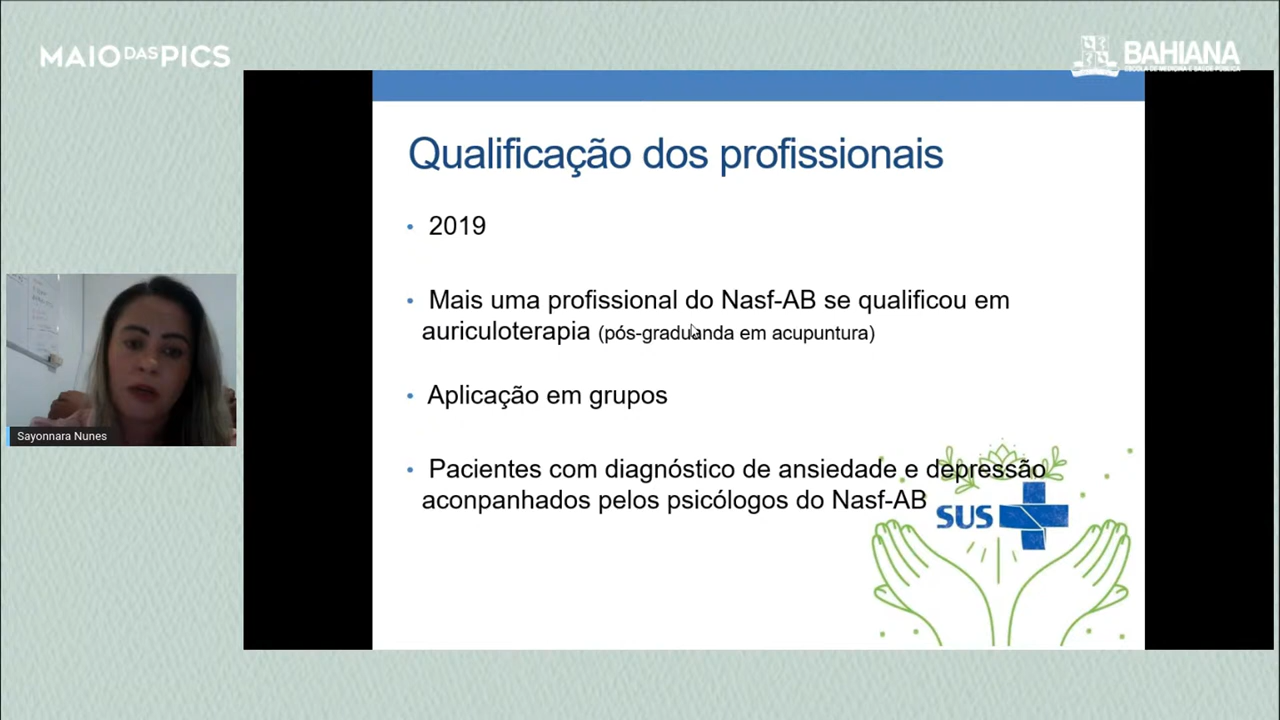 MAIO DAS PICS
BAHIANA
ESCOLA DE MEDICINA E SAÚDE PÚBLICA
Qualificação dos profissionais
• 2019
• Mais uma profissional do Nasf-AB se qualificou em
auriculoterapia (pós-graduanda em acupuntura)
• Aplicação em grupos
• Pacientes com diagnóstico de ansiedade e depressão
aconpanhados pelos psicólogos do Nasf-AB
SUS
Sayonnara Nunes